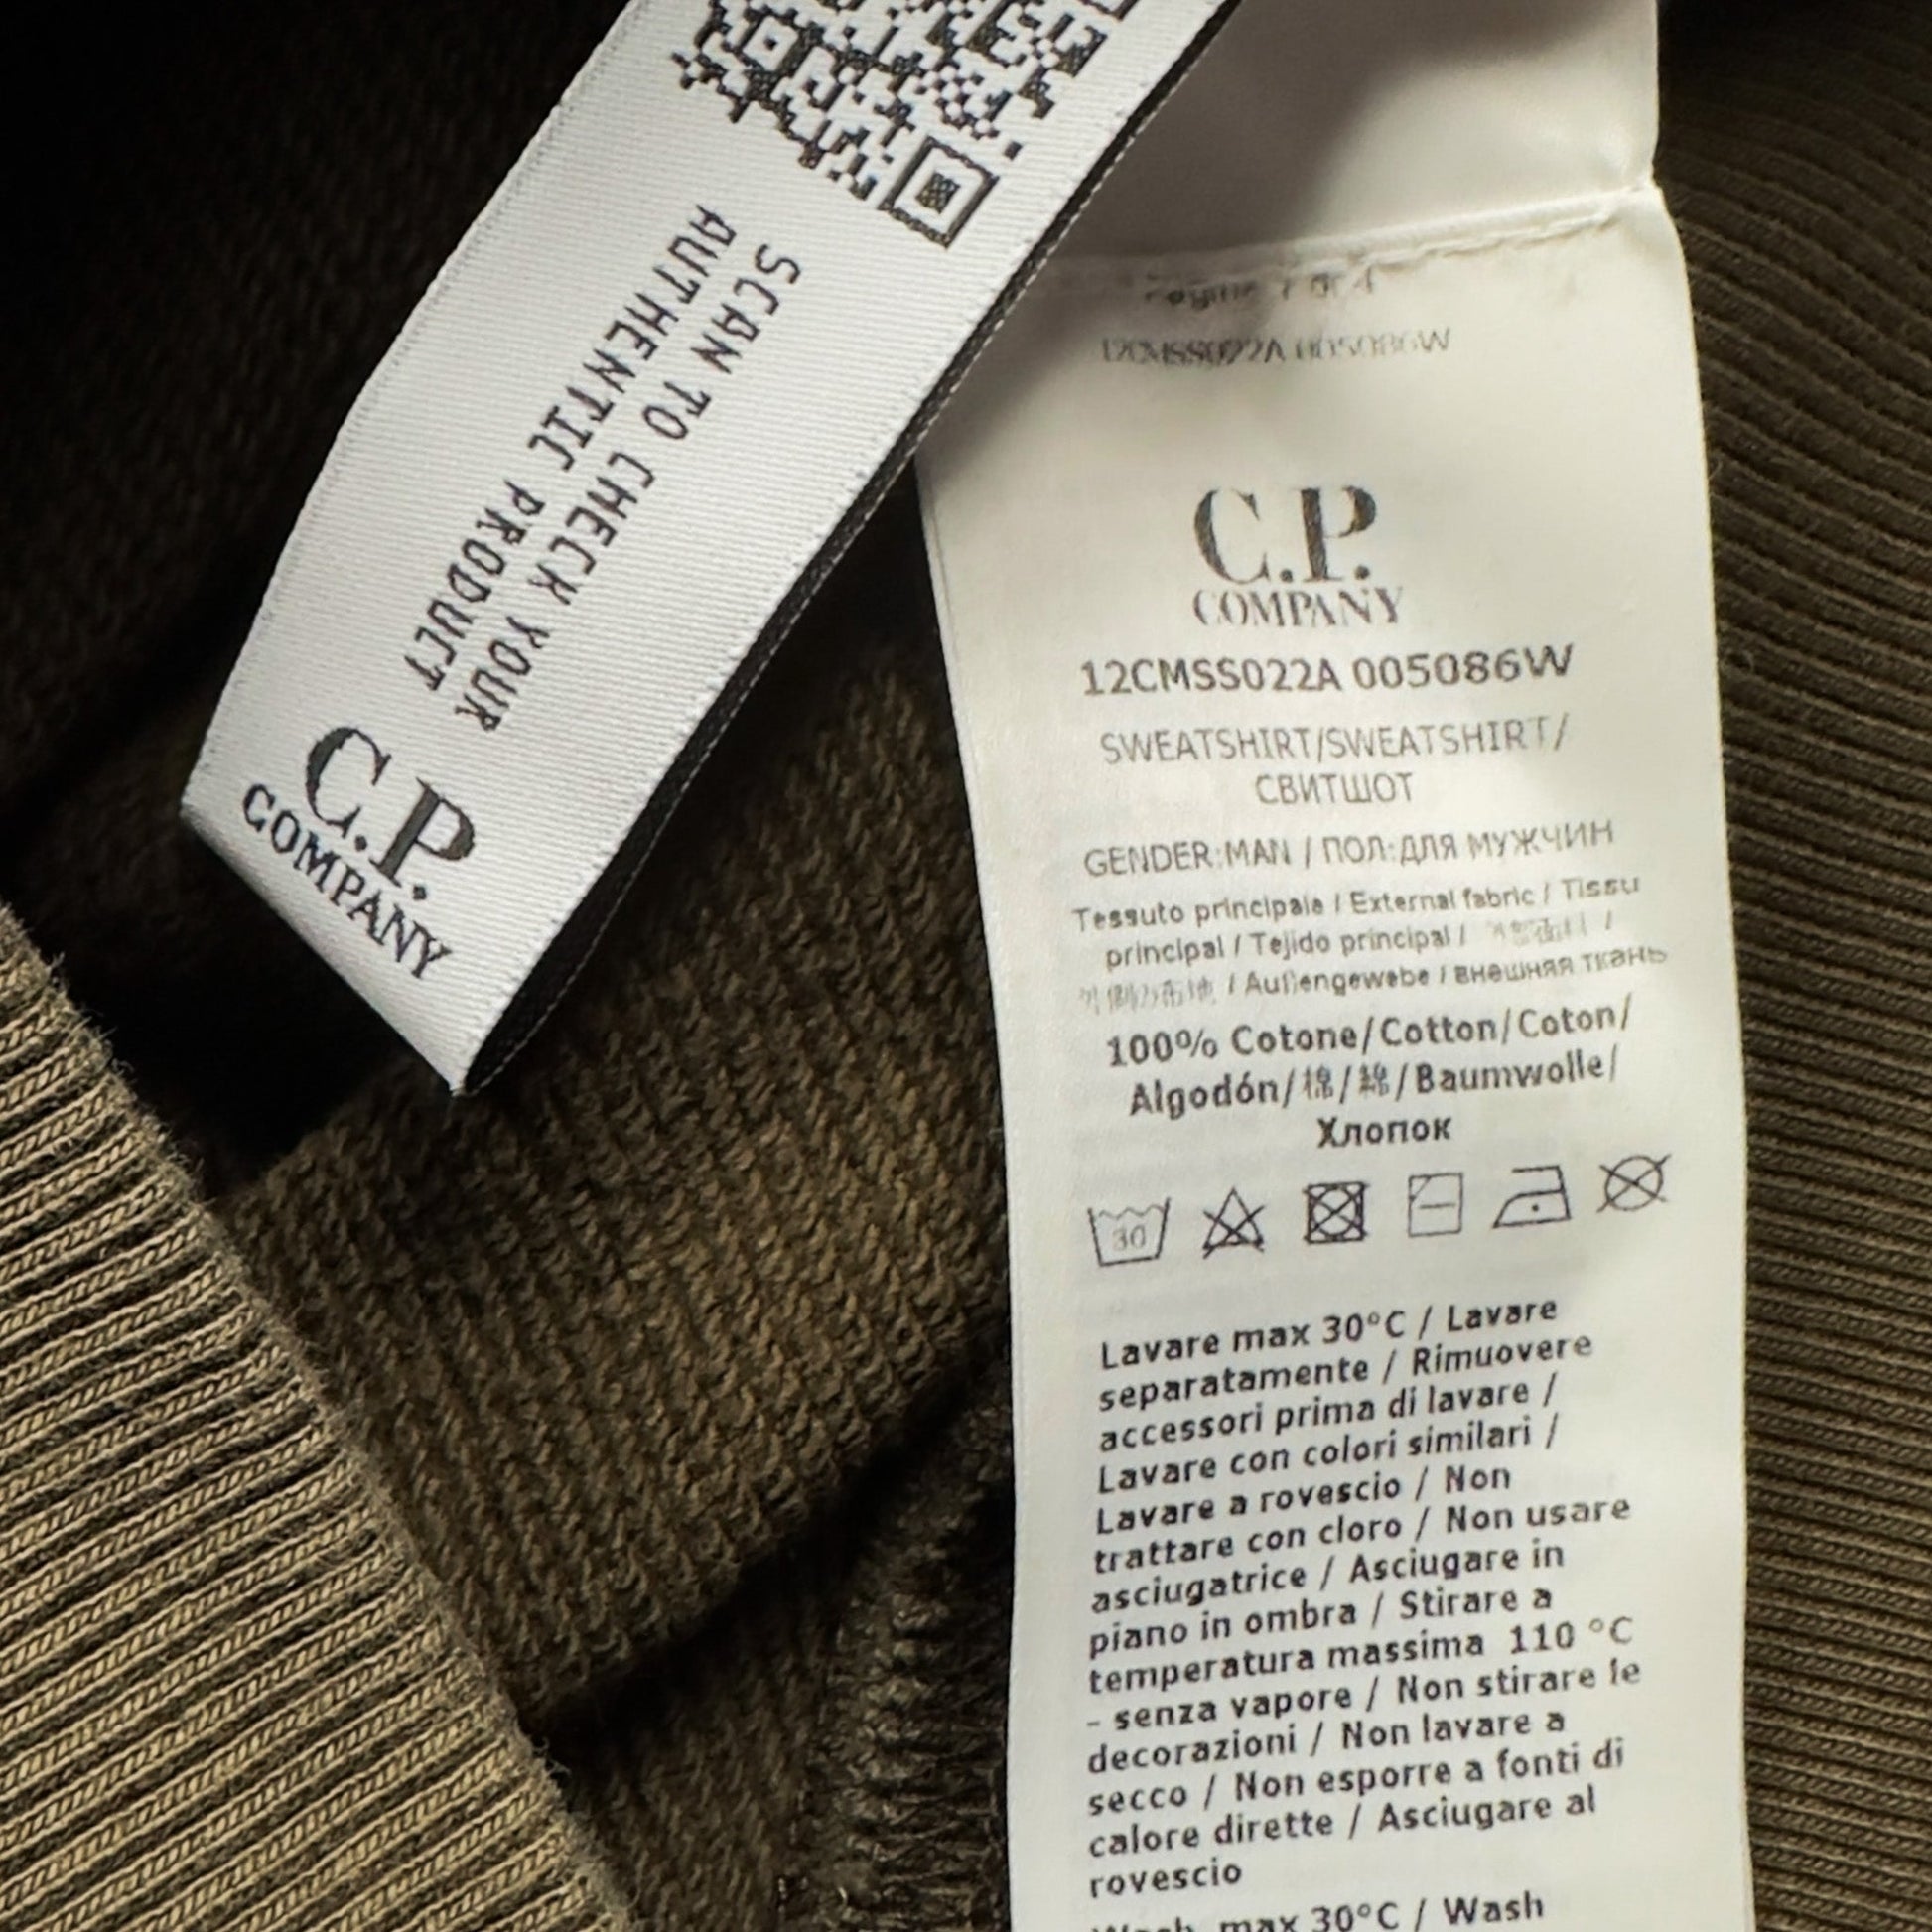 SCAN TO CHECK YOUR
AUTHENTIC PRODUCT
C.P.
COMPANY
12CMSS022A 005086W
C.P.
COMPANY
12CMSS022A 005086W
SWEATSHIRT/SWEATSHIRT/
СВИТШОТ
GENDER:MAN / ПОЛ:ДЛЯ МУЖЧИН
Tessuto principale / External fabric / Tissu
principal / Tejido principal / /
/ Außengewebe / внешняя ткань
100% Cotone/Cotton/Coton/
Algodón/棉/綿/Baumwolle/
Хлопок
30
Lavare max 30°C / Lavare
separatamente / Rimuovere
accessori prima di lavare /
Lavare con colori similari /
Lavare a rovescio / Non
trattare con cloro / Non usare
asciugatrice / Asciugare in
piano in ombra / Stirare a
temperatura massima 110 °C
- senza vapore / Non stirare le
decorazioni / Non lavare a
secco / Non esporre a fonti di
calore dirette / Asciugare al
rovescio
Wash max 30°C / Wash